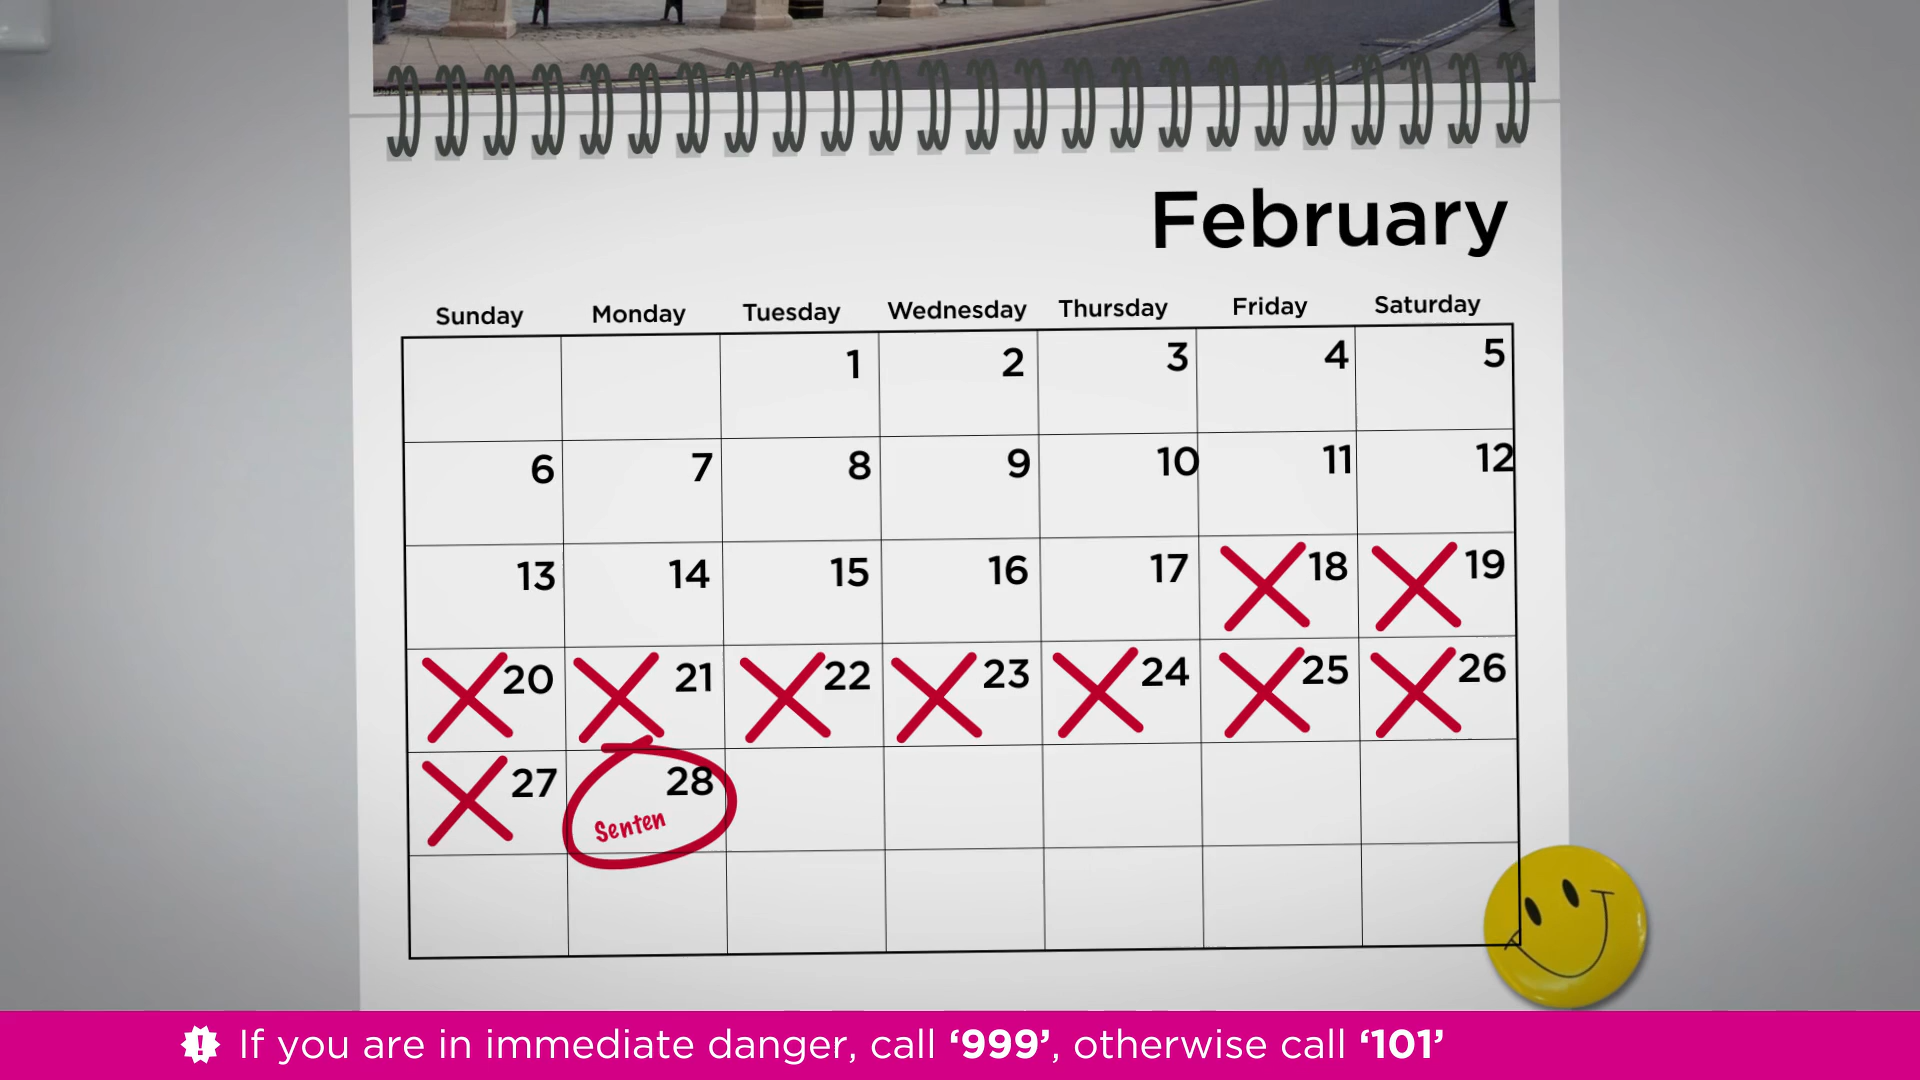 February
Sunday Monday Tuesday Wednesday Thursday Friday Saturday
1 2 3 4 5
6 7 8 9 10 11 12
13 14 15 16 17 18 19
20 21 22 23 24 25 26
27 28
Senten
If you are in immediate danger, call ‘999’, otherwise call ‘101’